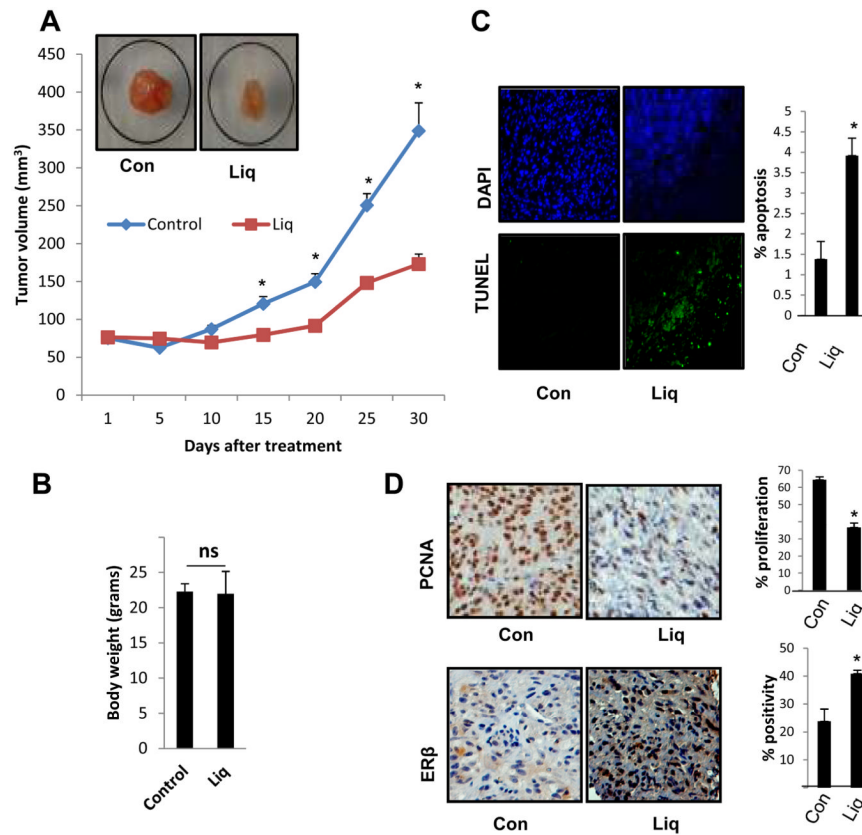 A
450
400
350
300
250
200
150
100
50
0
Tumor volume (mm³)
Con
Liq
Control
Liq
*
*
*
*
1 5 10 15 20 25 30
Days after treatment
B
30
25
20
15
10
5
0
Body weight (grams)
ns
Control
Liq
C
DAPI
TUNEL
Con
Liq
5
4.5
4
3.5
3
2.5
2
1.5
1
0.5
0
% apoptosis
*
Con
Liq
D
PCNA
Con
Liq
70
60
50
40
30
20
10
0
% proliferation
*
Con
Liq
ERβ
Con
Liq
50
40
30
20
10
% positivity
*
Con
Liq